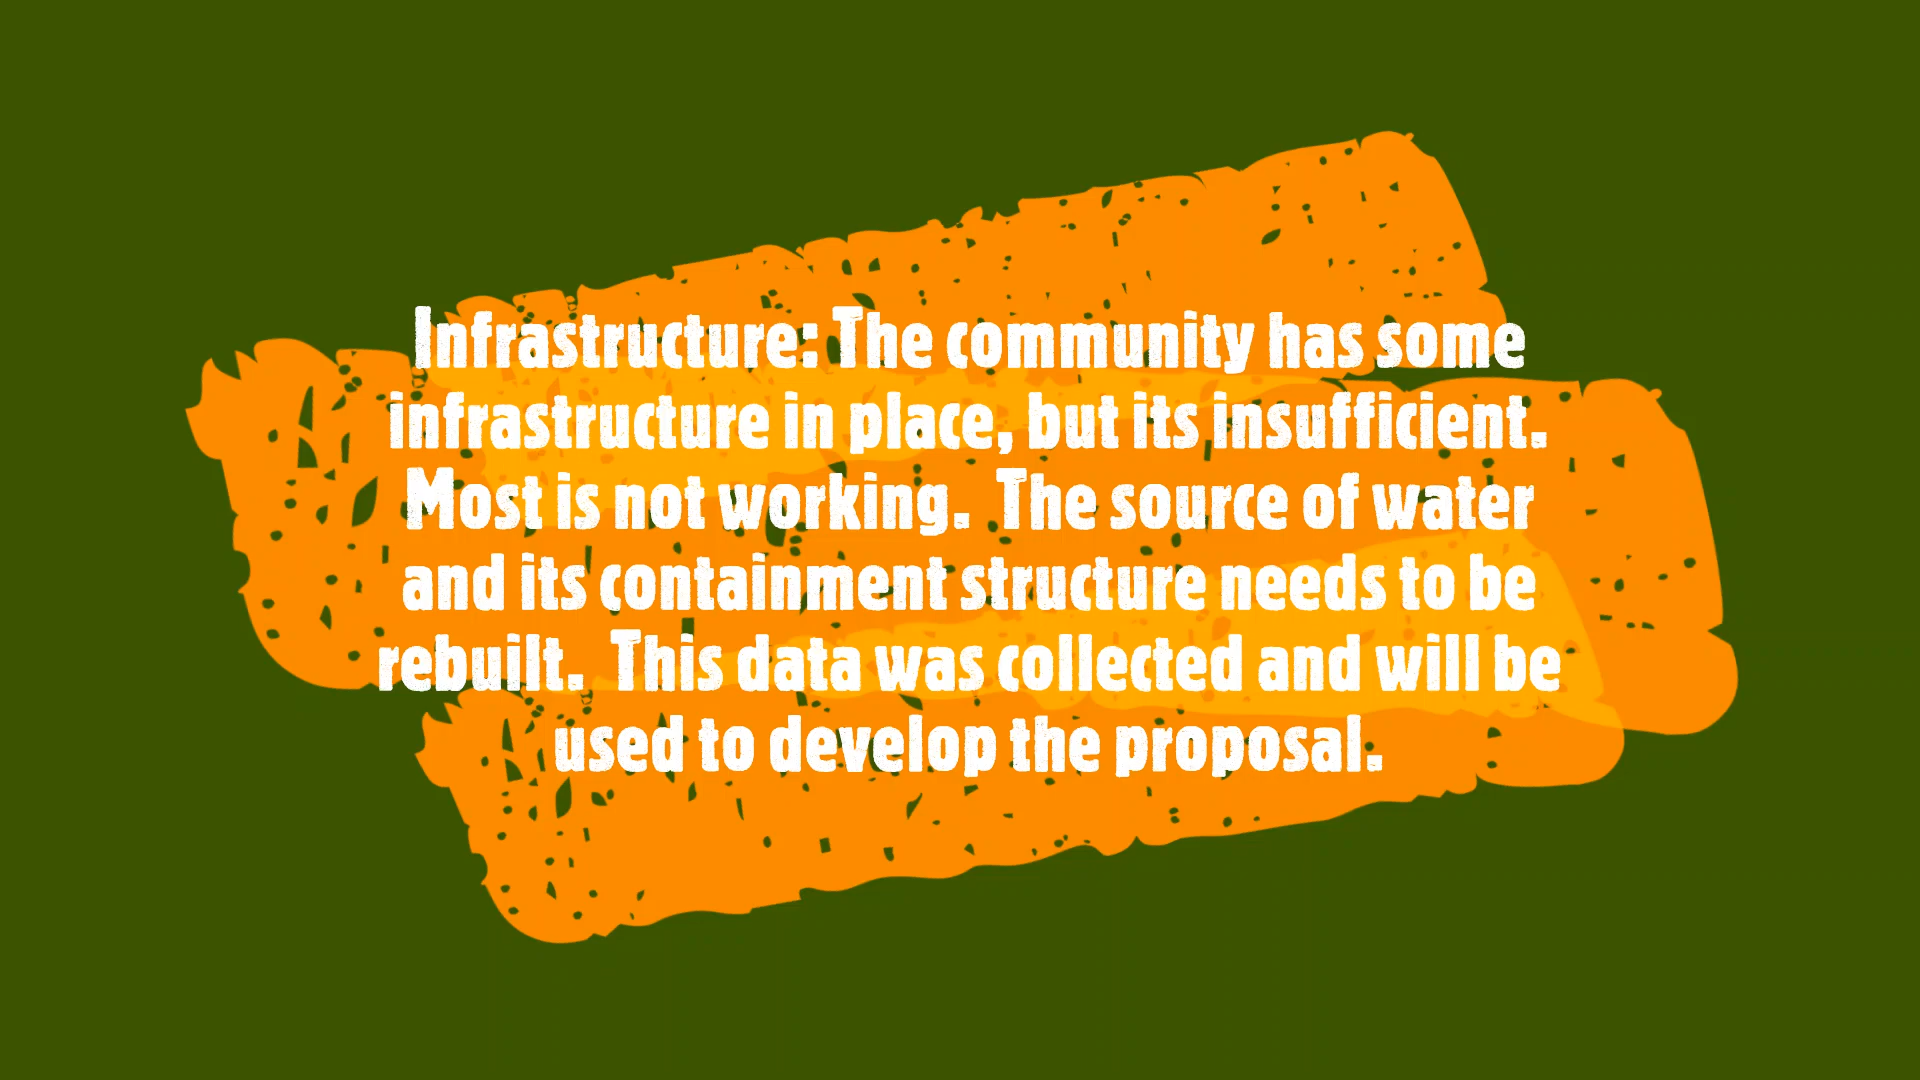 Infrastructure: The community has some
infrastructure in place, but its insufficient.
Most is not working.  The source of water
and its containment structure needs to be
rebuilt.  This data was collected and will be
used to develop the proposal.